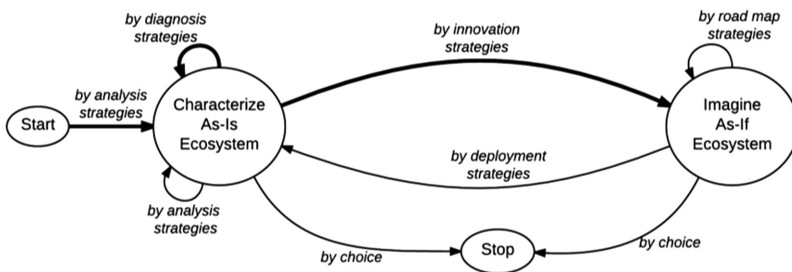 by diagnosis
strategies
by innovation
strategies
by road map
strategies
by analysis
strategies
Start
Characterize
As-Is
Ecosystem
Imagine
As-If
Ecosystem
by deployment
strategies
by analysis
strategies
by choice
Stop
by choice